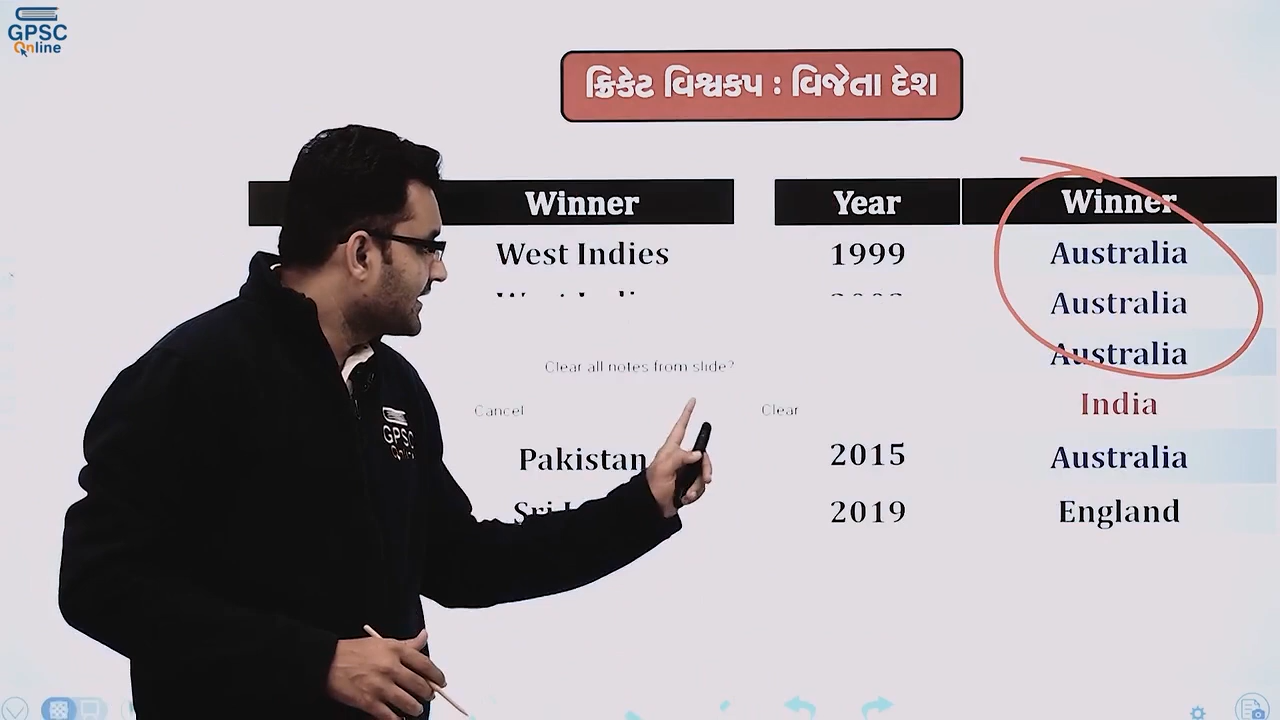 GPSC
Online
ક્રિકેટ વિશ્વકપ : વિજેતા દેશ
Winner
Year
Winner
West Indies
1999
Australia
Australia
Australia
Clear all notes from slide?
Cancel
Clear
India
Pakistan
2015
Australia
2019
England
GPSC